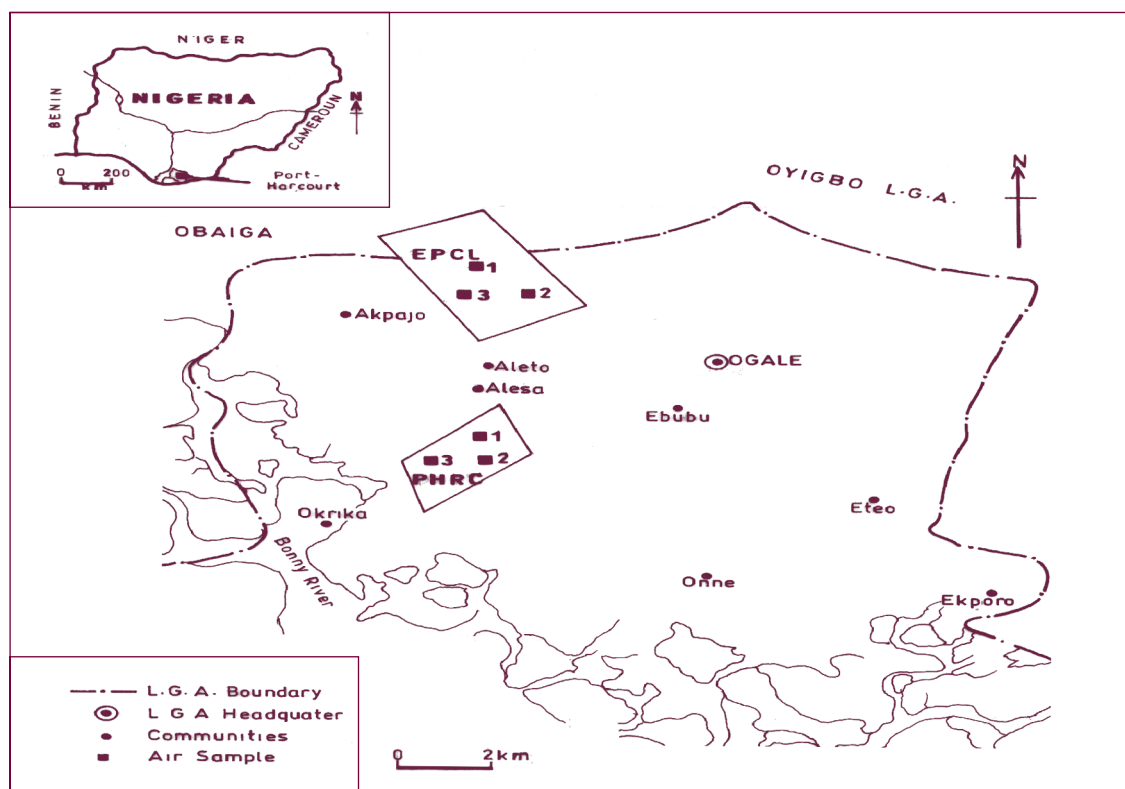 NIGER
BENIN
NIGERIA
N
CAMEROUN
0 200
km
Port-
Harcourt
OYIGBO L.G.A.
N
OBAIGA
EPCL
1
3
2
Akpajo
Aleto
Alesa
OGALE
Ebubu
1
3
2
PHRC
Okrika
Eteo
Bonny River
Onne
Ekporo
L.G.A. Boundary
L G A Headquater
Communities
Air Sample
0 2km